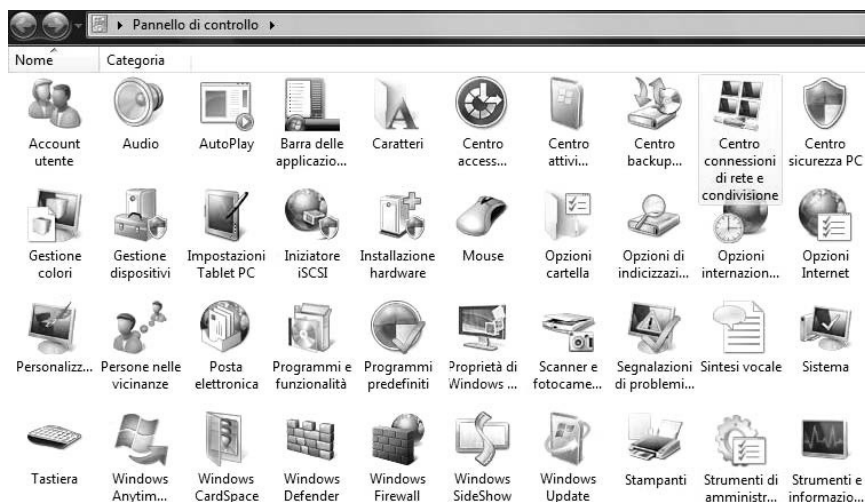 Pannello di controllo
Nome Categoria
Account utente
Audio
AutoPlay
Barra delle applicazio...
Caratteri
Centro access...
Centro attivi...
Centro backup...
Centro connessioni di rete e condivisione
Centro sicurezza PC
Gestione colori
Gestione dispositivi
Impostazioni Tablet PC
Iniziatore iSCSI
Installazione hardware
Mouse
Opzioni cartella
Opzioni di indicizzazi...
Opzioni internazion...
Opzioni Internet
Personalizz...
Persone nelle vicinanze
Posta elettronica
Programmi e funzionalità
Programmi predefiniti
Proprietà di Windows ...
Scanner e fotocame...
Segnalazioni di problemi...
Sintesi vocale
Sistema
Tastiera
Windows Anytim...
Windows CardSpace
Windows Defender
Windows Firewall
Windows SideShow
Windows Update
Stampanti
Strumenti di amministr...
Strumenti e informazio...